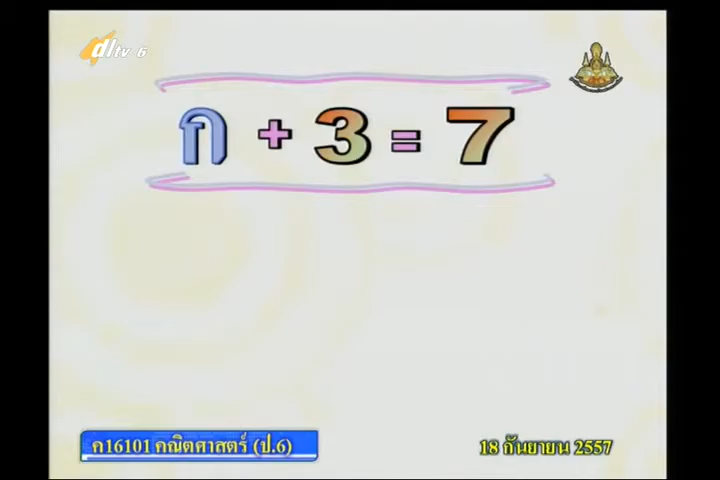 dltv 6
ก + 3 = 7
ค16101 คณิตศาสตร์ (ป.6)
18 กันยายน 2557